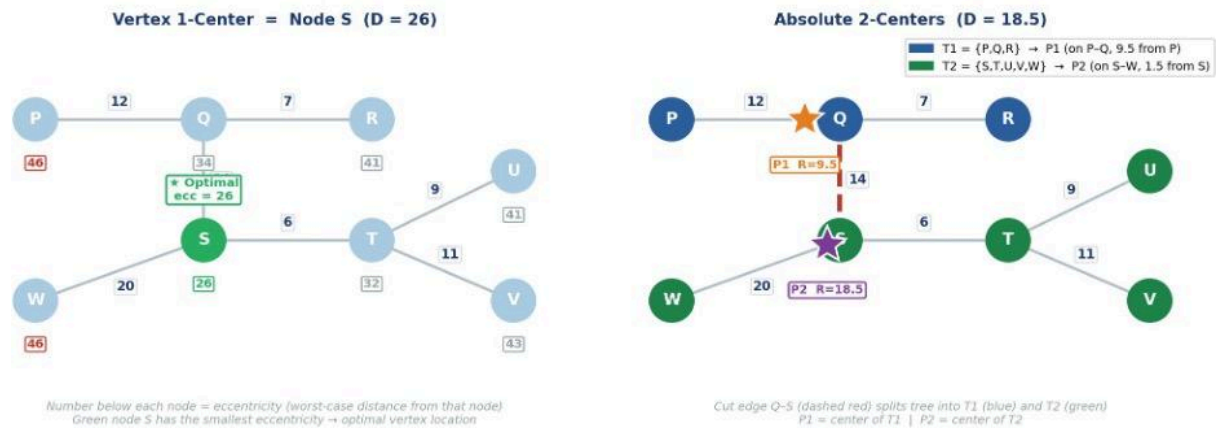 Vertex 1-Center = Node S (D = 26)
12
7
P
Q
R
46
34
41
★ Optimal
ecc = 26
U
9
41
6
S
T
11
20
26
32
W
V
46
43
Number below each node = eccentricity (worst-case distance from that node)
Green node S has the smallest eccentricity → optimal vertex location
Absolute 2-Centers (D = 18.5)
T1 = {P,Q,R} → P1 (on P–Q, 9.5 from P)
T2 = {S,T,U,V,W} → P2 (on S–W, 1.5 from S)
12
7
P
Q
R
P1 R=9.5
14
U
9
6
S
T
11
20
P2 R=18.5
W
V
Cut edge Q–S (dashed red) splits tree into T1 (blue) and T2 (green)
P1 = center of T1 | P2 = center of T2